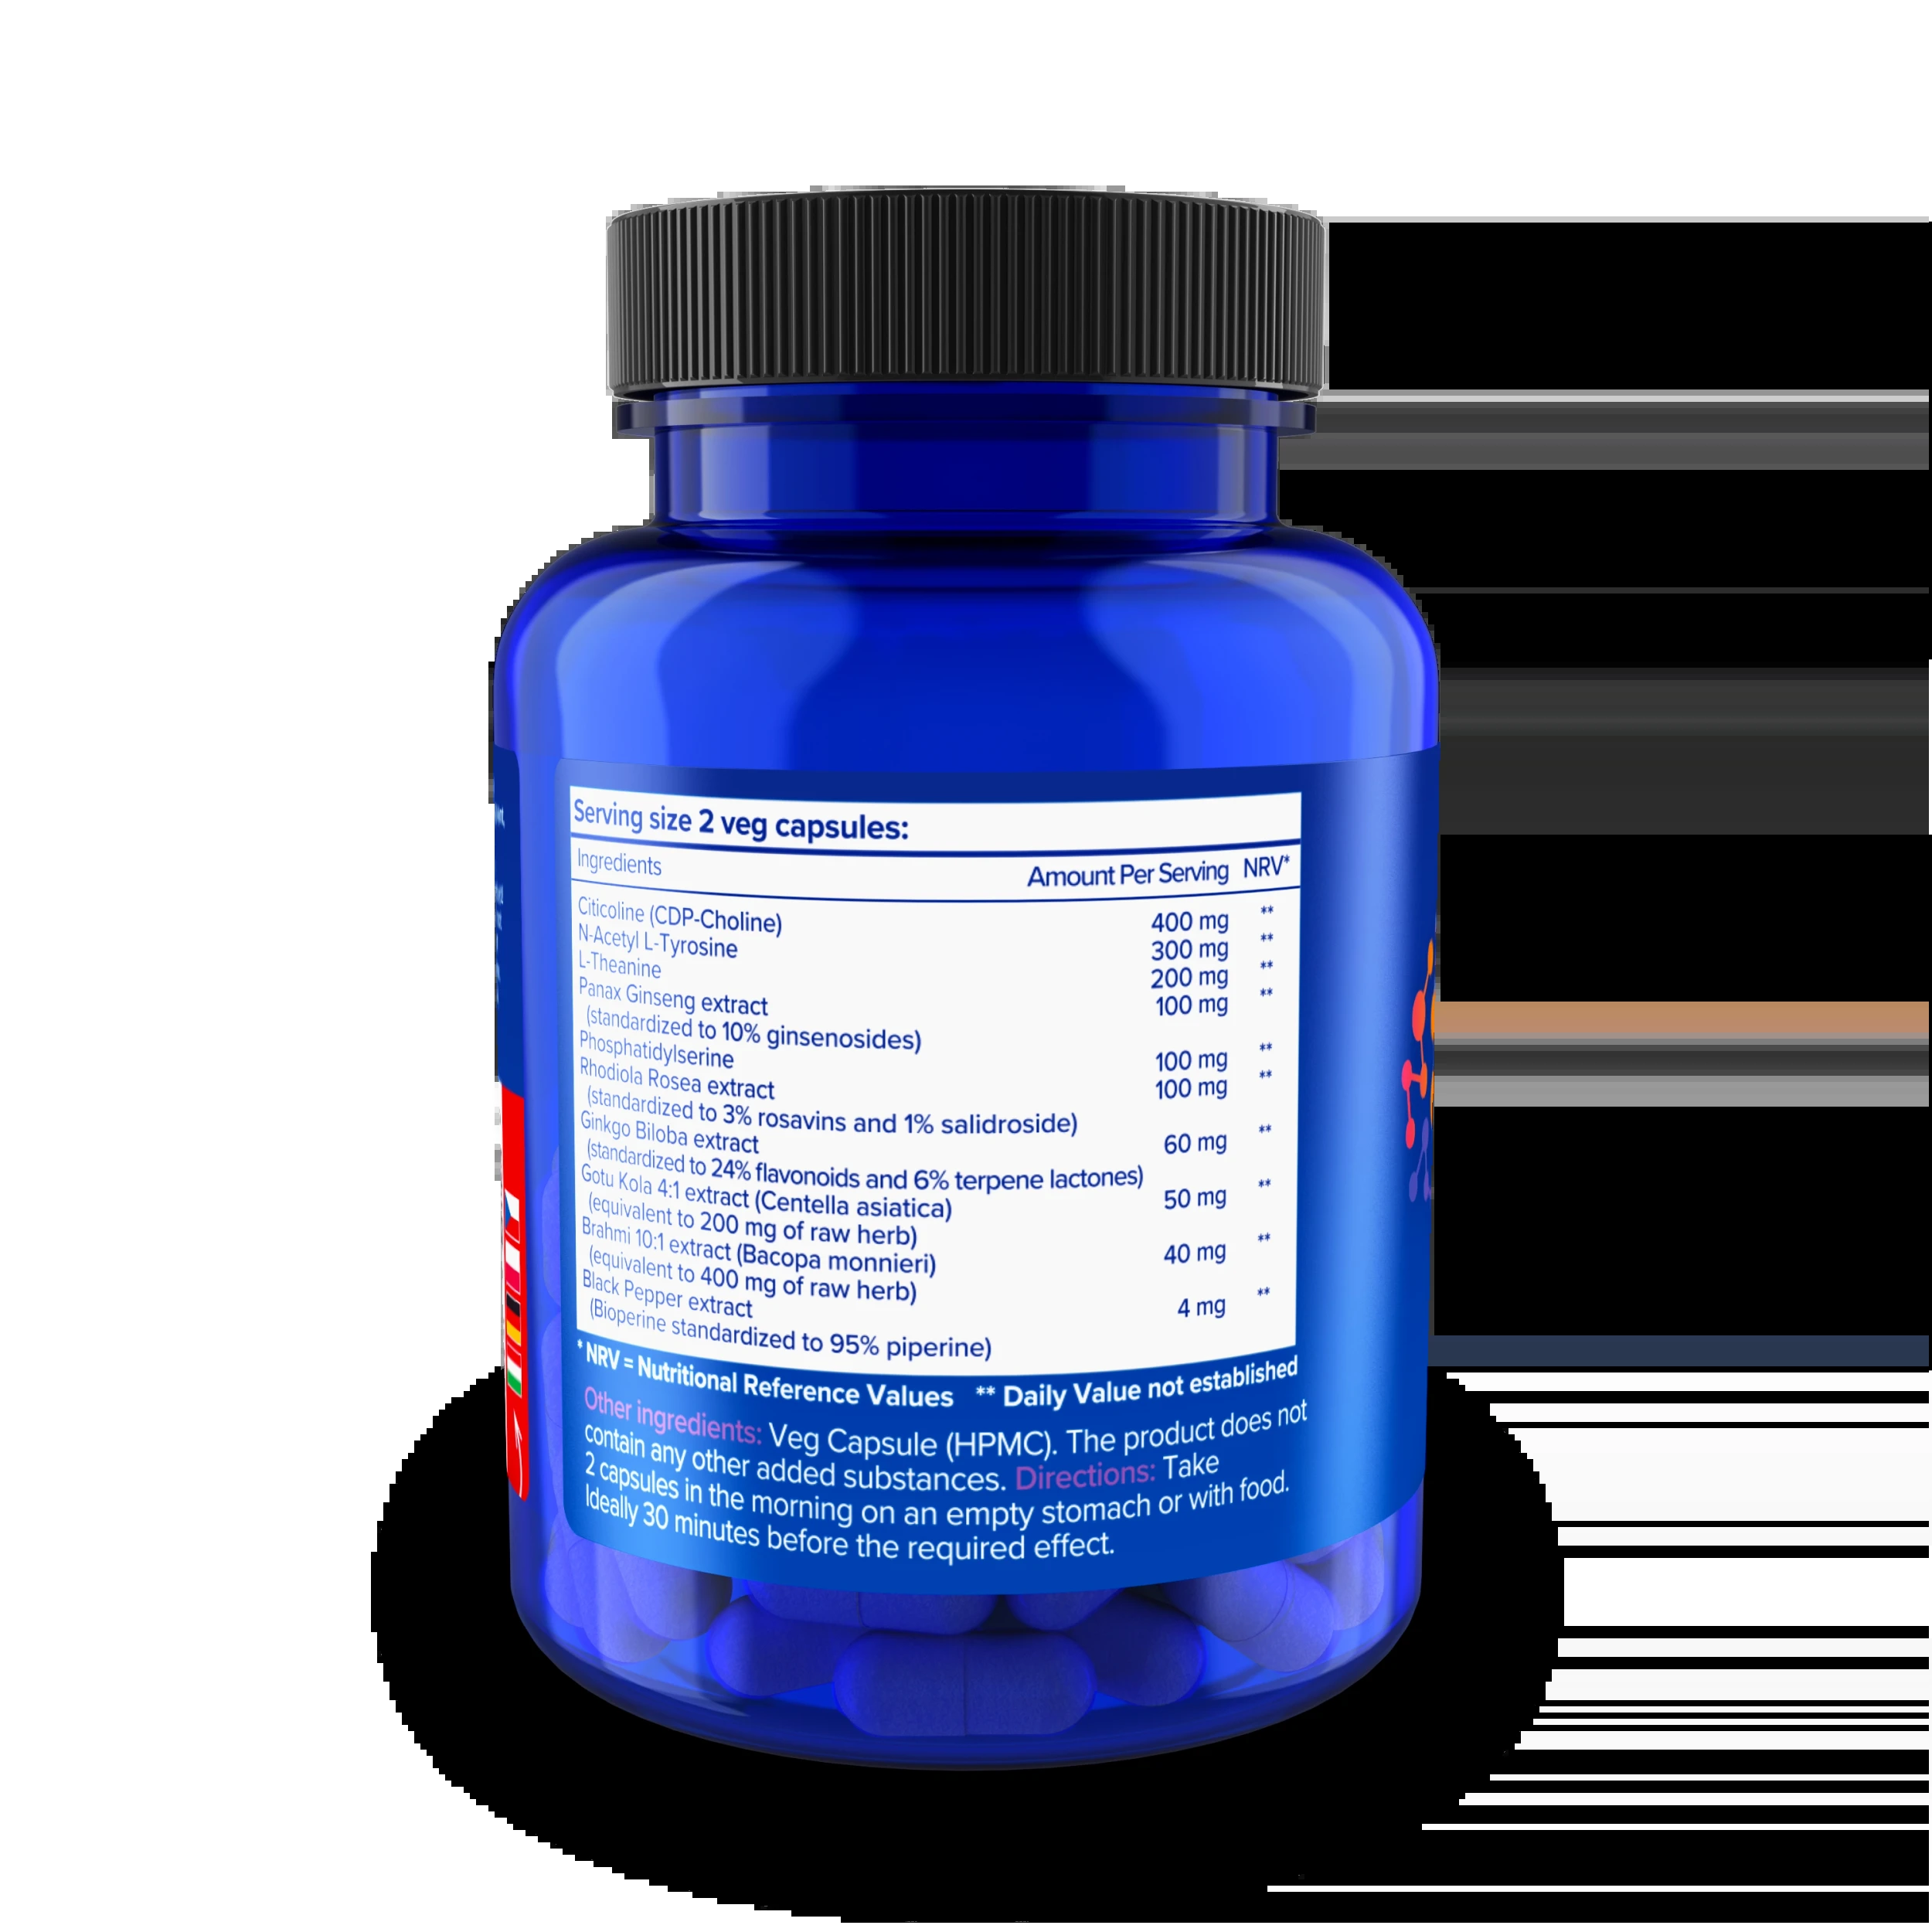 Serving size 2 veg capsules:
Ingredients Amount Per Serving NRV*
Citicoline (CDP-Choline) 400 mg **
N-Acetyl L-Tyrosine 300 mg **
L-Theanine 200 mg **
Panax Ginseng extract 100 mg **
(standardized to 10% ginsenosides)
Phosphatidylserine 100 mg **
Rhodiola Rosea extract 100 mg **
(standardized to 3% rosavins and 1% salidroside)
Ginkgo Biloba extract 60 mg **
(standardized to 24% flavonoids and 6% terpene lactones)
Gotu Kola 4:1 extract (Centella asiatica) 50 mg **
(equivalent to 200 mg of raw herb)
Brahmi 10:1 extract (Bacopa monnieri) 40 mg **
(equivalent to 400 mg of raw herb)
Black Pepper extract 4 mg **
(Bioperine standardized to 95% piperine)
* NRV = Nutritional Reference Values ** Daily Value not established
Other ingredients: Veg Capsule (HPMC). The product does not
contain any other added substances. Directions: Take
2 capsules in the morning on an empty stomach or with food.
Ideally 30 minutes before the required effect.